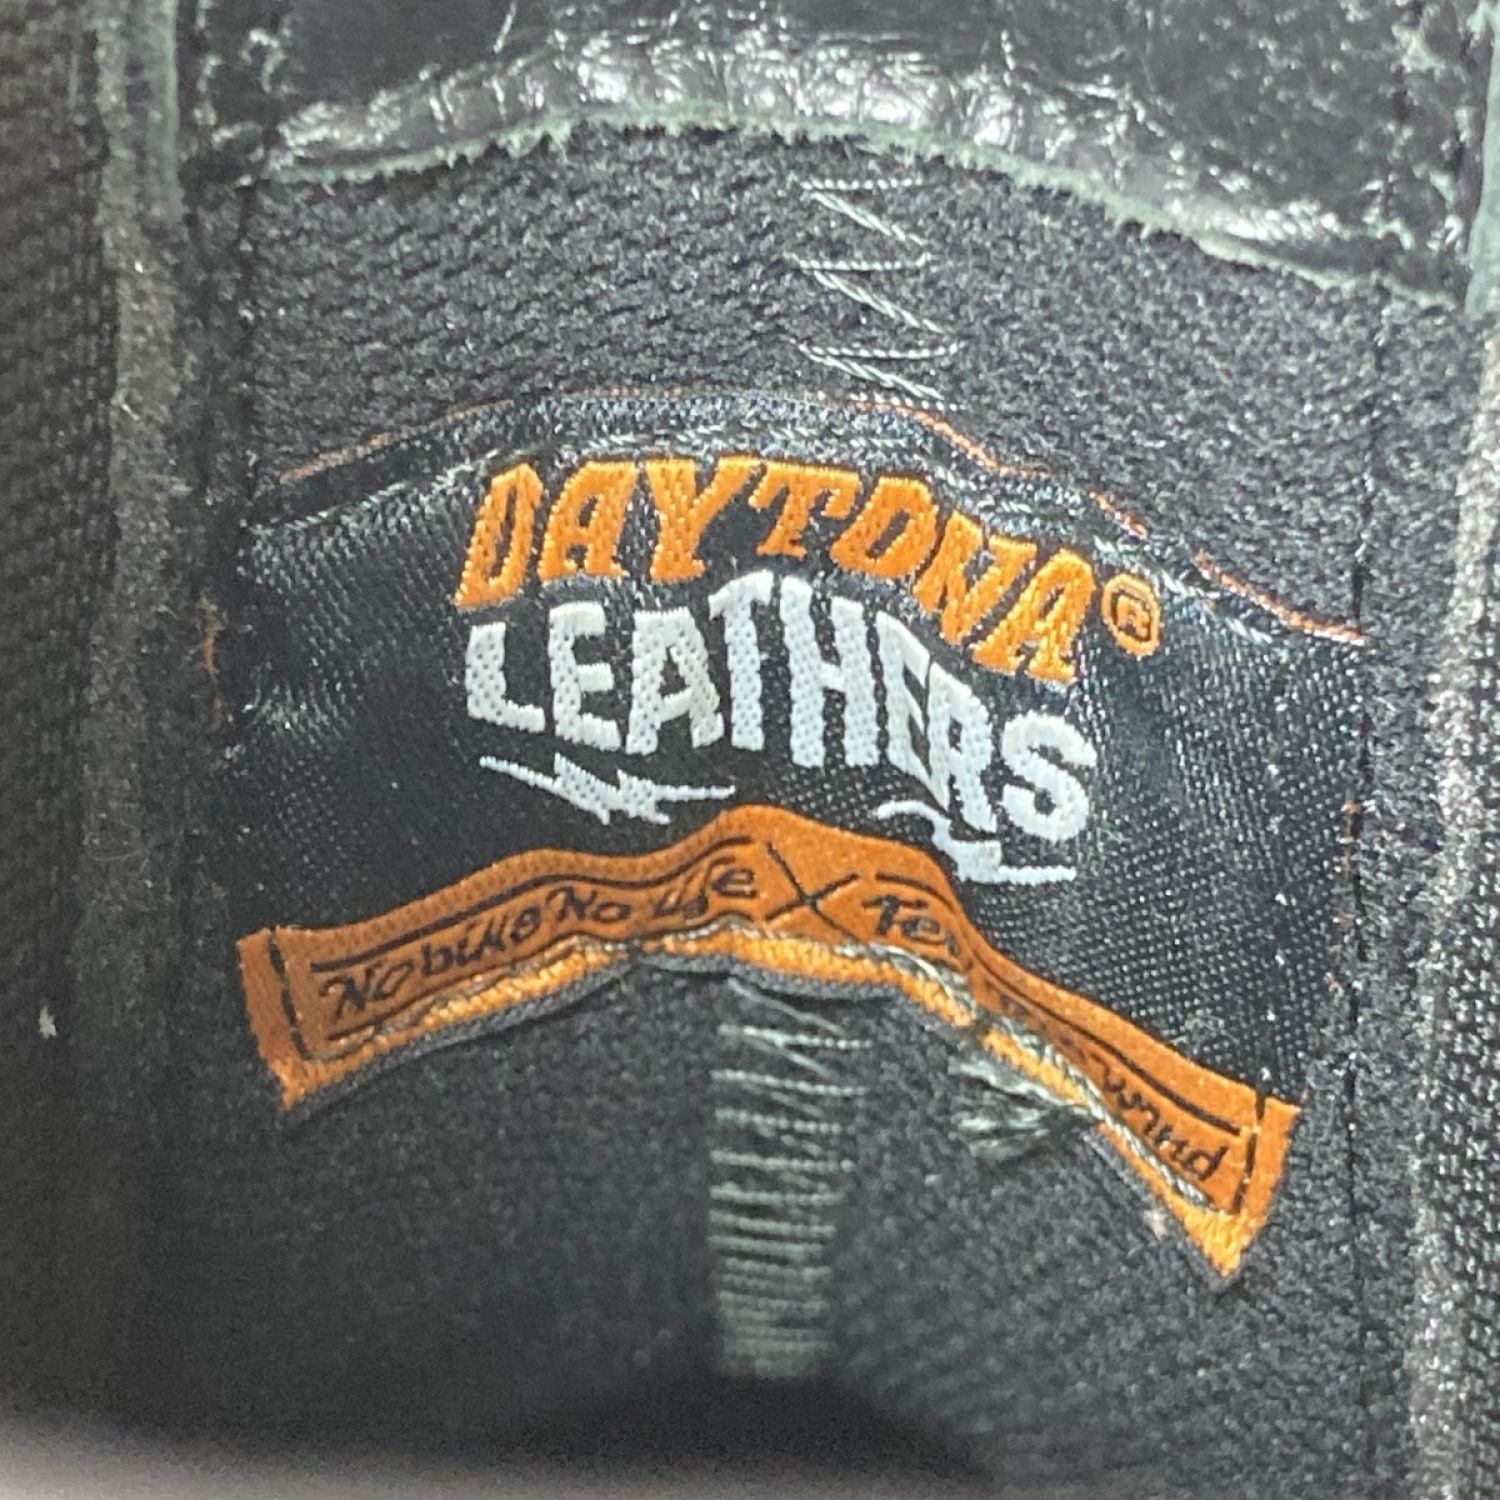 DAYTONA®
LEATHERS
No bike No Life X